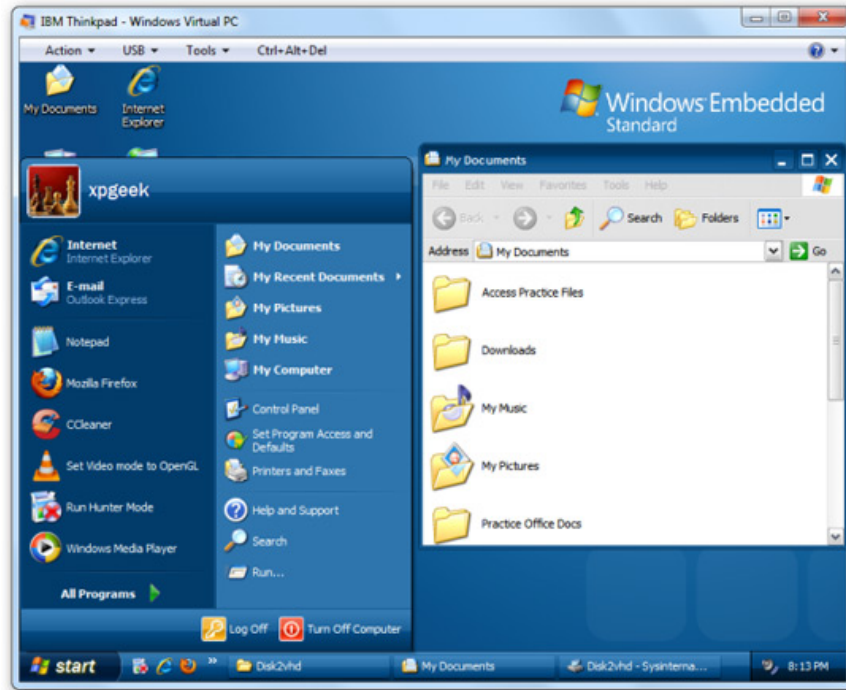 IBM Thinkpad - Windows Virtual PC
Action USB Tools Ctrl+Alt+Del
My Documents
Internet
Explorer
Windows Embedded
Standard
xpgeek
Internet
Internet Explorer
E-mail
Outlook Express
Notepad
Mozilla Firefox
CCleaner
Set Video mode to OpenGL
Run Hunter Mode
Windows Media Player
All Programs
My Documents
My Recent Documents
My Pictures
My Music
My Computer
Control Panel
Set Program Access and
Defaults
Printers and Faxes
Help and Support
Search
Run...
Log Off Turn Off Computer
My Documents
File Edit View Favorites Tools Help
Back Search Folders
Address My Documents Go
Access Practice Files
Downloads
My Music
My Pictures
Practice Office Docs
start Disk2vhd My Documents Disk2vhd - Sysinterna... 8:13 PM